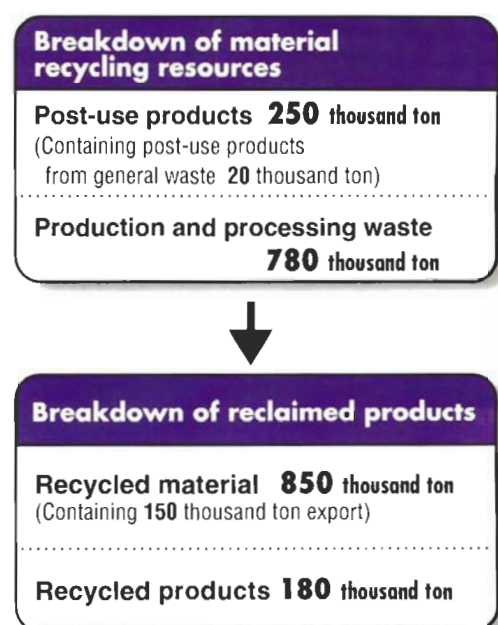 Breakdown of material
recycling resources
Post-use products 250 thousand ton
(Containing post-use products
from general waste 20 thousand ton)
Production and processing waste
780 thousand ton
Breakdown of reclaimed products
Recycled material 850 thousand ton
(Containing 150 thousand ton export)
Recycled products 180 thousand ton